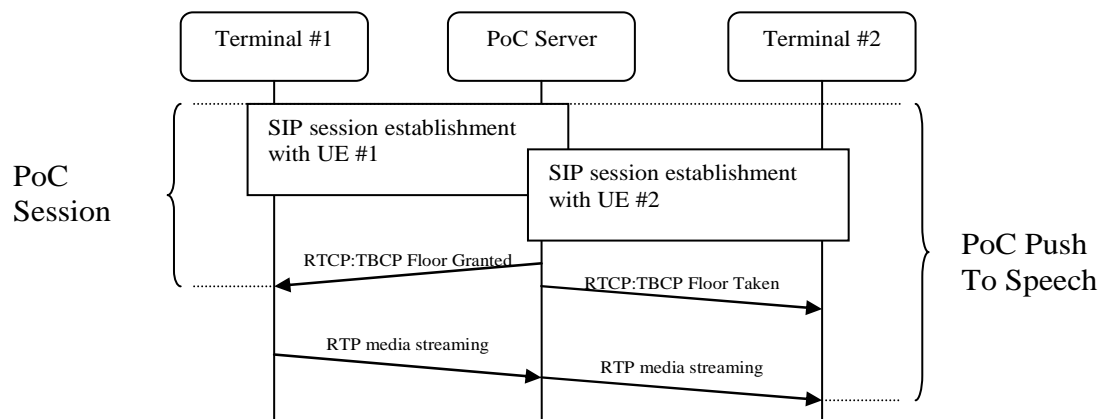 Terminal #1
PoC Server
Terminal #2
SIP session establishment
with UE #1
SIP session establishment
with UE #2
PoC
Session
RTCP:TBCP Floor Granted
RTCP:TBCP Floor Taken
PoC Push
To Speech
RTP media streaming
RTP media streaming